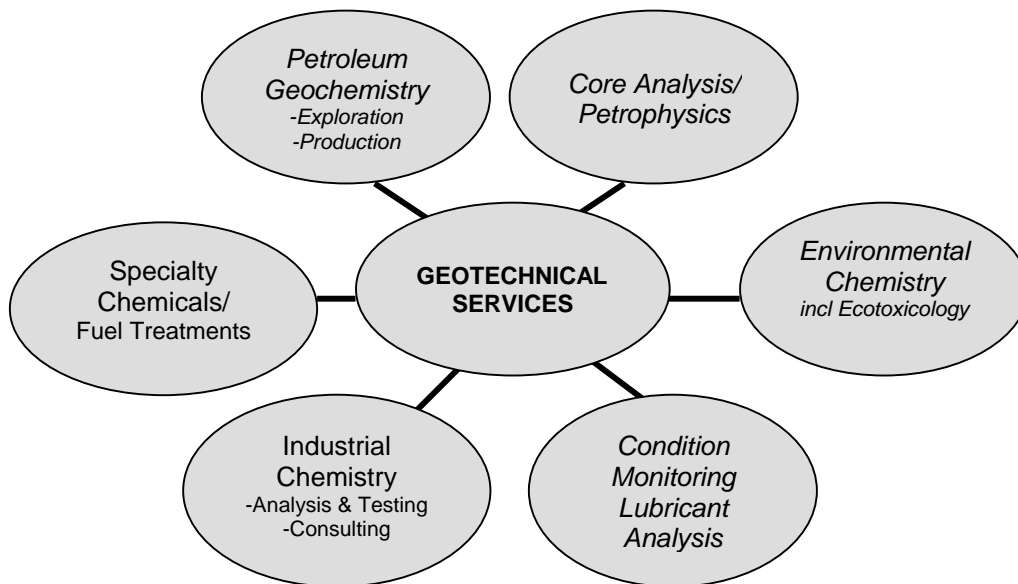 Petroleum
Geochemistry
-Exploration
-Production
Core Analysis/
Petrophysics
Specialty
Chemicals/
Fuel Treatments
GEOTECHNICAL
SERVICES
Environmental
Chemistry
incl Ecotoxicology
Industrial
Chemistry
-Analysis & Testing
-Consulting
Condition
Monitoring
Lubricant
Analysis